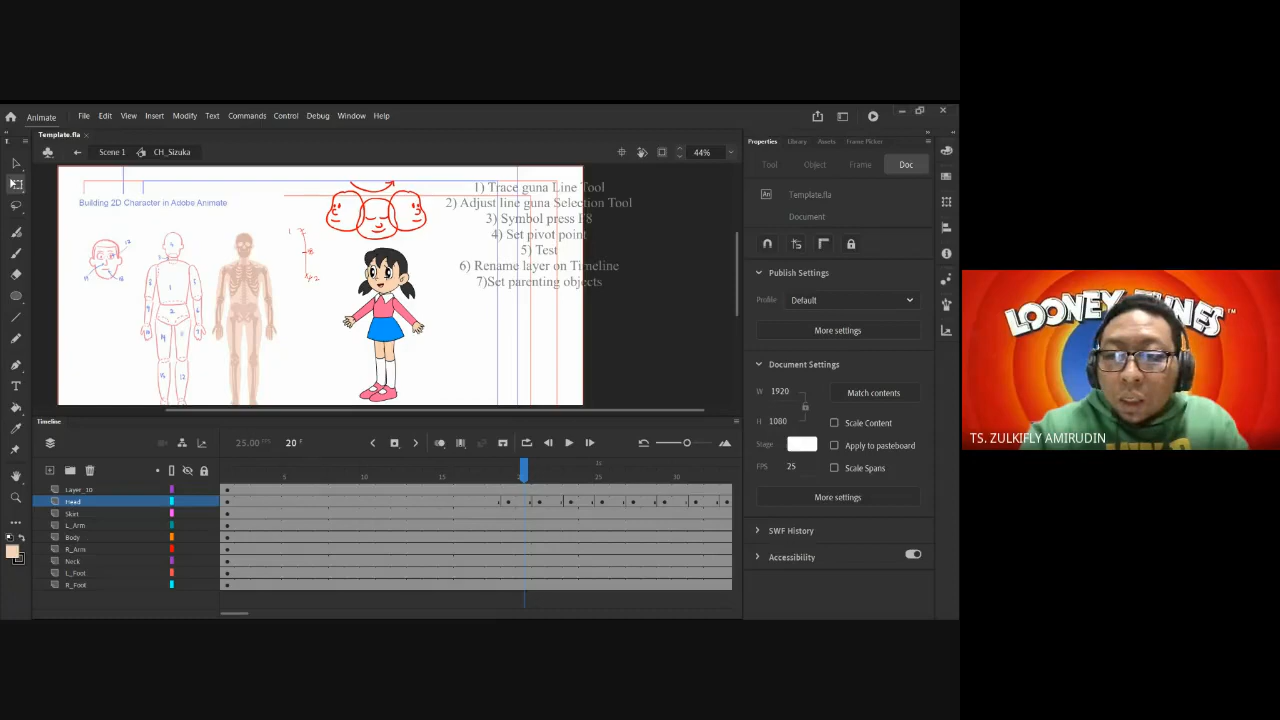 Animate File Edit View Insert Modify Text Commands Control Debug Window Help
Template.fla ×
Scene 1 CH_Sizuka 44%
Building 2D Character in Adobe Animate
1) Trace guna Line Tool
2) Adjust line guna Selection Tool
3) Symbol press F8
4) Set pivot point
5) Test
6) Rename layer on Timeline
7)Set parenting objects
Timeline
25.00 FPS 20 F
1s
5 10 15 30
Layer_10
Head
Skirt
L_Arm
Body
R_Arm
Neck
L_Foot
R_Foot
Properties Library Assets Frame Picker
Tool Object Frame Doc
An Template.fla
Document
Publish Settings
Profile Default
More settings
Document Settings
W 1920 Match contents
H 1080 Scale Content
Stage Apply to pasteboard
FPS 25 Scale Spans
More settings
SWF History
Accessibility
LOONEY TUNES
TS. ZULKIFLY AMIRUDIN